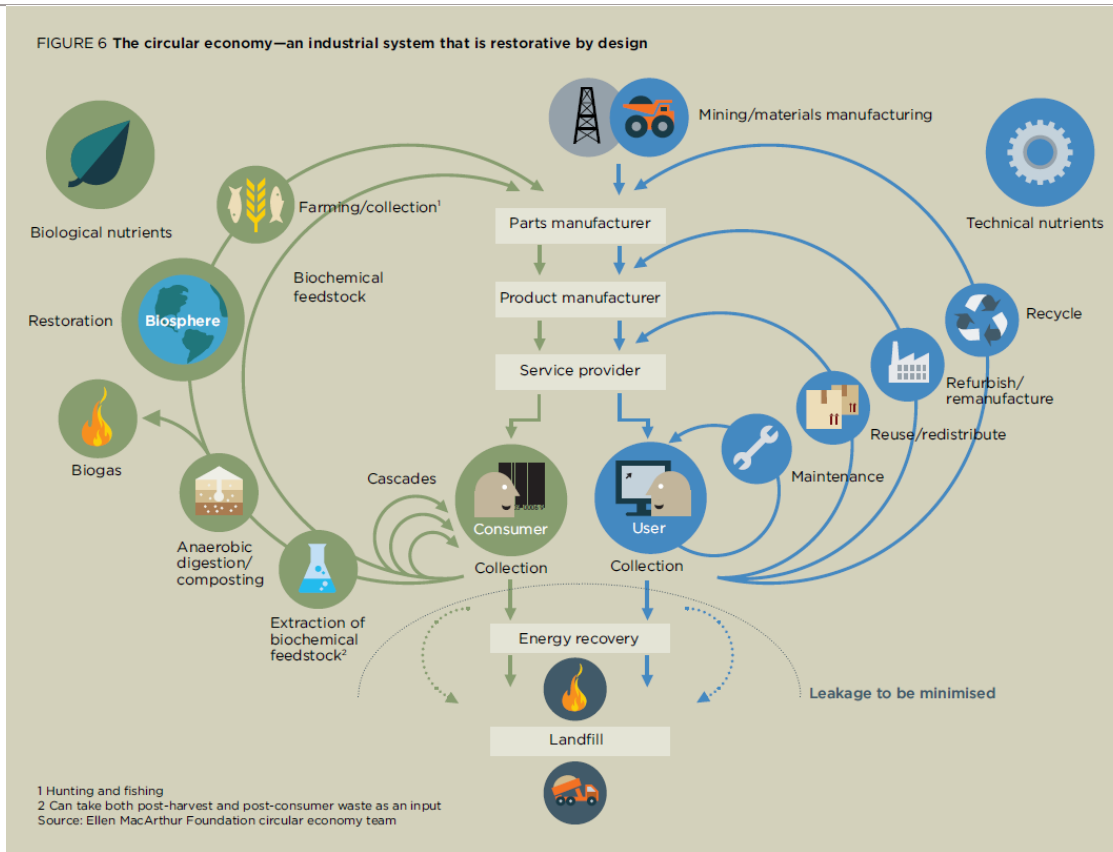 FIGURE 6 The circular economy—an industrial system that is restorative by design
Mining/materials manufacturing
Biological nutrients
Farming/collection¹
Parts manufacturer
Technical nutrients
Biochemical
feedstock
Product manufacturer
Restoration
Biosphere
Recycle
Service provider
Refurbish/
remanufacture
Biogas
Reuse/redistribute
Cascades
Maintenance
Consumer
User
Anaerobic
digestion/
composting
Collection
Collection
Extraction of
biochemical
feedstock²
Energy recovery
Leakage to be minimised
Landfill
1 Hunting and fishing
2 Can take both post-harvest and post-consumer waste as an input
Source: Ellen MacArthur Foundation circular economy team